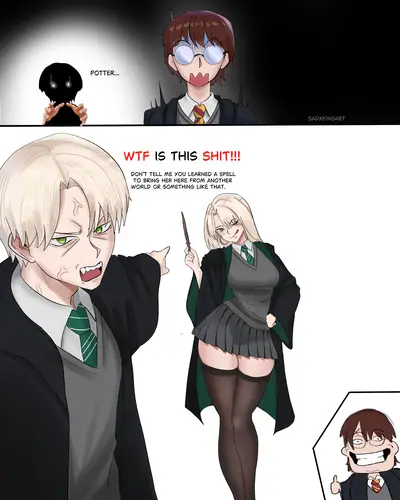 POTTER...
SADXKINGART
WTF IS THIS SHIT!!!
DON'T TELL ME YOU LEARNED A SPELL
TO BRING HER HERE FROM ANOTHER
WORLD OR SOMETHING LIKE THAT.